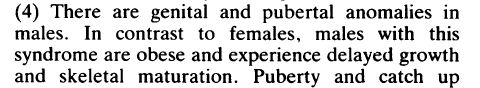 (4) There are genital and pubertal anomalies in
males. In contrast to females, males with this
syndrome are obese and experience delayed growth
and skeletal maturation. Puberty and catch up